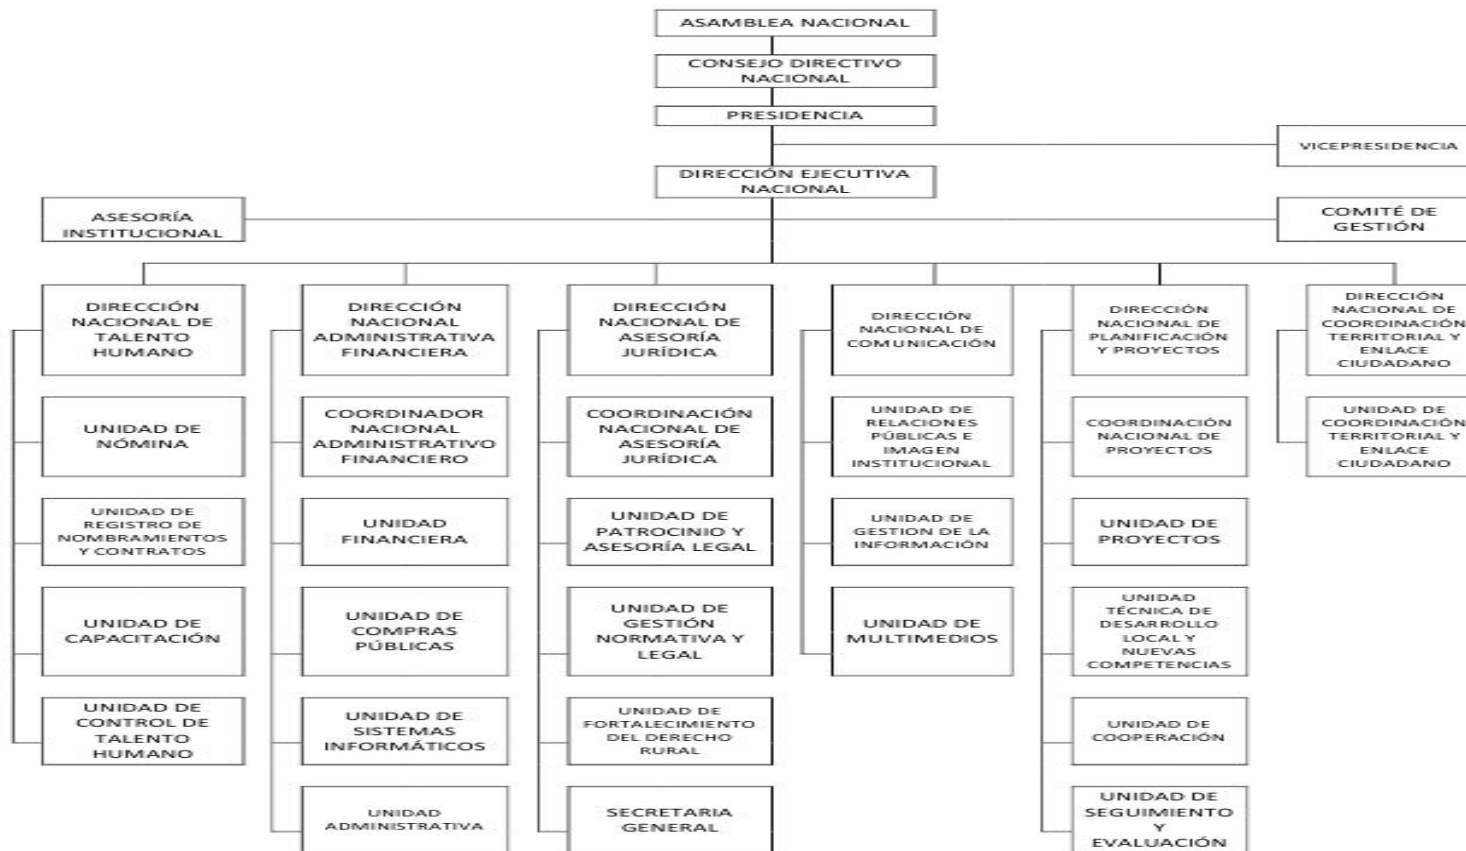 ASAMBLEA NACIONAL
CONSEJO DIRECTIVO
NACIONAL
PRESIDENCIA
VICEPRESIDENCIA
DIRECCIÓN EJECUTIVA
NACIONAL
ASESORÍA
INSTITUCIONAL
COMITÉ DE
GESTIÓN
DIRECCIÓN
NACIONAL DE
TALENTO
HUMANO
DIRECCIÓN
NACIONAL
ADMINISTRATIVA
FINANCIERA
DIRECCIÓN
NACIONAL DE
ASESORÍA
JURÍDICA
DIRECCIÓN
NACIONAL DE
COMUNICACIÓN
DIRECCIÓN
NACIONAL DE
PLANIFICACIÓN
Y PROYECTOS
DIRECCIÓN
NACIONAL DE
COORDINACIÓN
TERRITORIAL Y
ENLACE
CIUDADANO
UNIDAD DE
NÓMINA
COORDINADOR
NACIONAL
ADMINISTRATIVO
FINANCIERO
COORDINACIÓN
NACIONAL DE
ASESORÍA
JURÍDICA
UNIDAD DE
RELACIONES
PÚBLICAS E
IMAGEN
INSTITUCIONAL
COORDINACIÓN
NACIONAL DE
PROYECTOS
UNIDAD DE
COORDINACIÓN
TERRITORIAL Y
ENLACE
CIUDADANO
UNIDAD DE
REGISTRO DE
NOMBRAMIENTOS
Y CONTRATOS
UNIDAD
FINANCIERA
UNIDAD DE
PATROCINIO Y
ASESORÍA LEGAL
UNIDAD DE
GESTION DE LA
INFORMACIÓN
UNIDAD DE
PROYECTOS
UNIDAD DE
CAPACITACIÓN
UNIDAD DE
COMPRAS
PÚBLICAS
UNIDAD DE
GESTIÓN
NORMATIVA Y
LEGAL
UNIDAD DE
MULTIMEDIOS
UNIDAD
TÉCNICA DE
DESARROLLO
LOCAL Y
NUEVAS
COMPETENCIAS
UNIDAD DE
CONTROL DE
TALENTO
HUMANO
UNIDAD DE
SISTEMAS
INFORMÁTICOS
UNIDAD DE
FORTALECIMIENTO
DEL DERECHO
RURAL
UNIDAD DE
COOPERACIÓN
UNIDAD
ADMINISTRATIVA
SECRETARIA
GENERAL
UNIDAD DE
SEGUIMIENTO
Y
EVALUACIÓN